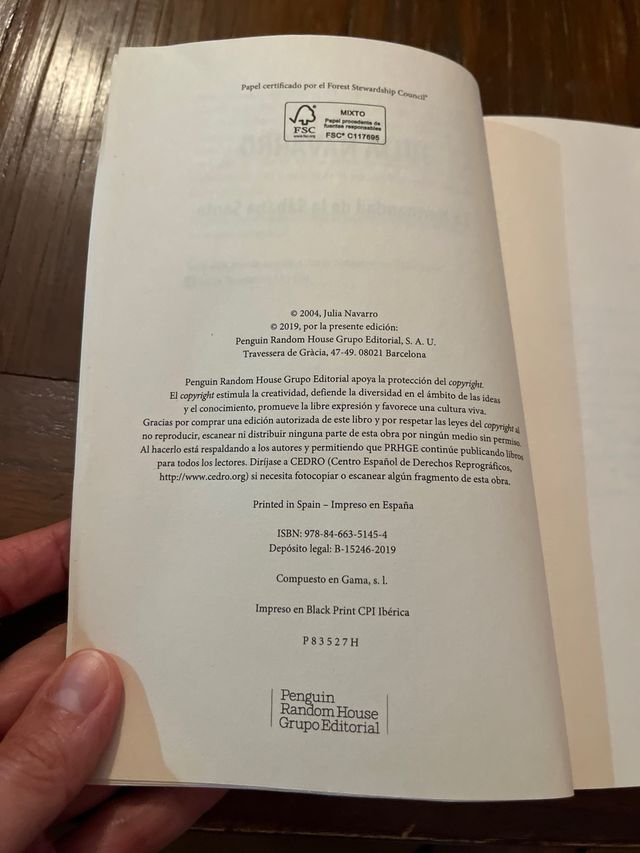 Papel certificado por el Forest Stewardship Council®
FSC
www.fsc.org
MIXTO
Papel procedente de
fuentes responsables
FSC® C117695
© 2004, Julia Navarro
© 2019, por la presente edición:
Penguin Random House Grupo Editorial, S. A. U.
Travessera de Gràcia, 47-49. 08021 Barcelona
Penguin Random House Grupo Editorial apoya la protección del copyright.
El copyright estimula la creatividad, defiende la diversidad en el ámbito de las ideas
y el conocimiento, promueve la libre expresión y favorece una cultura viva.
Gracias por comprar una edición autorizada de este libro y por respetar las leyes del copyright al
no reproducir, escanear ni distribuir ninguna parte de esta obra por ningún medio sin permiso.
Al hacerlo está respaldando a los autores y permitiendo que PRHGE continúe publicando libros
para todos los lectores. Diríjase a CEDRO (Centro Español de Derechos Reprográficos,
http://www.cedro.org) si necesita fotocopiar o escanear algún fragmento de esta obra.
Printed in Spain – Impreso en España
ISBN: 978-84-663-5145-4
Depósito legal: B-15246-2019
Compuesto en Gama, s. l.
Impreso en Black Print CPI Ibérica
P 8 3 5 2 7 H
Penguin
Random House
Grupo Editorial